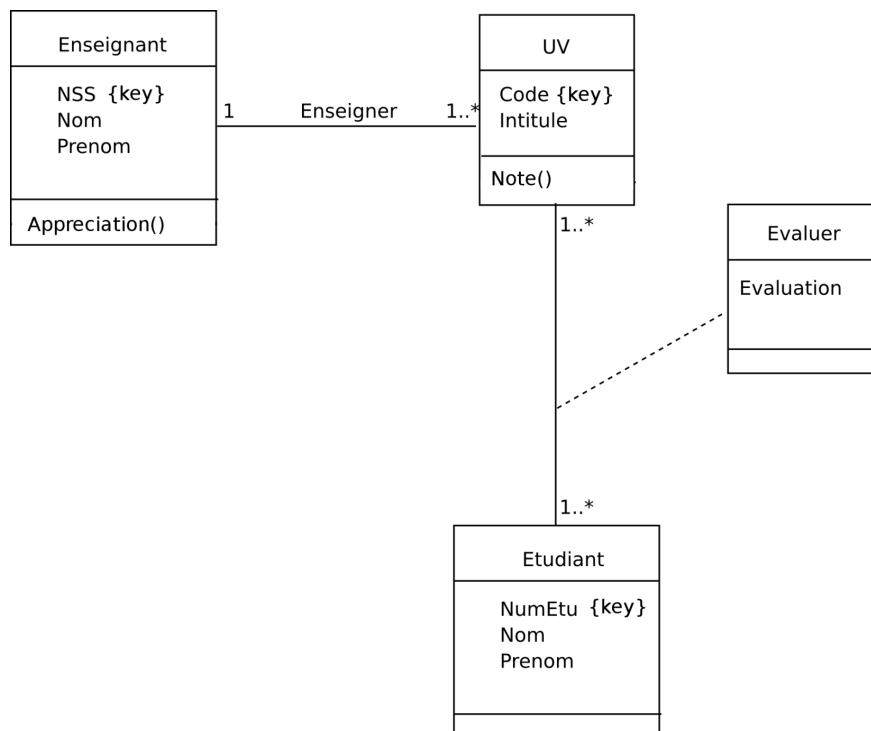 Enseignant
NSS {key}
Nom
Prenom
Appreciation()
1 Enseigner 1..*
UV
Code {key}
Intitule
Note()
1..*
Evaluer
Evaluation
1..*
Etudiant
NumEtu {key}
Nom
Prenom